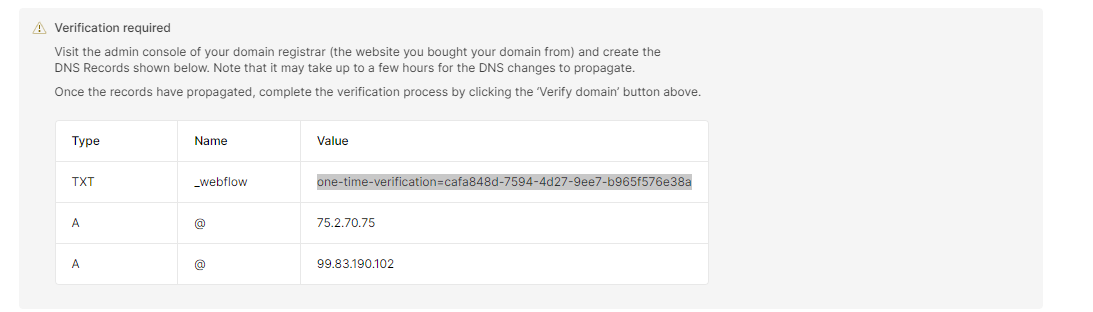 Verification required
Visit the admin console of your domain registrar (the website you bought your domain from) and create the
DNS Records shown below. Note that it may take up to a few hours for the DNS changes to propagate.
Once the records have propagated, complete the verification process by clicking the ‘Verify domain’ button above.
Type Name Value
TXT _webflow one-time-verification=cafa848d-7594-4d27-9ee7-b965f576e38a
A @ 75.2.70.75
A @ 99.83.190.102